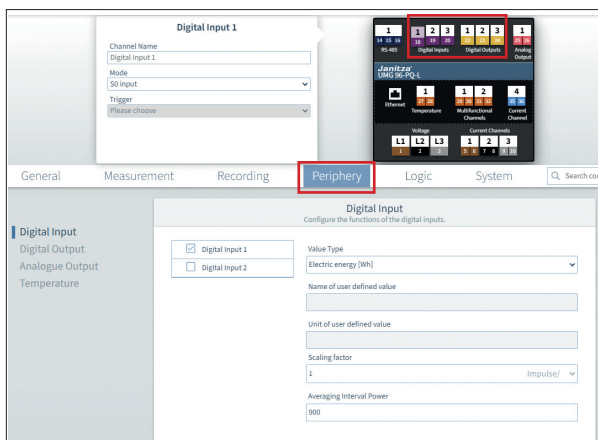 Digital Input 1
Channel Name
Digital Input 1
Mode
S0 input
Trigger
Please choose
1 1 2 3 1 2 3 1
14 15 16 18 19 20 22 23 24 25 26
RS-485 Digital Inputs Digital Outputs Analog
Output
Janitza®
UMG 96-PQ-L
1 1 2 4
27 28 29 30 31 32 35 36
Ethernet Temperature Multifunctional
Channels Current
Channel
Voltage Current Channels
L1 L2 L3 1 2 3
1 2 3 5 6 7 8 9 10
General Measurement Recording Periphery Logic System Search co
Digital Input
Digital Output
Analogue Output
Temperature
Digital Input
Configure the functions of the digital inputs.
Digital Input 1
Digital Input 2
Value Type
Electric energy [Wh]
Name of user defined value
Unit of user defined value
Scaling factor
1 Impulse/
Averaging Interval Power
900